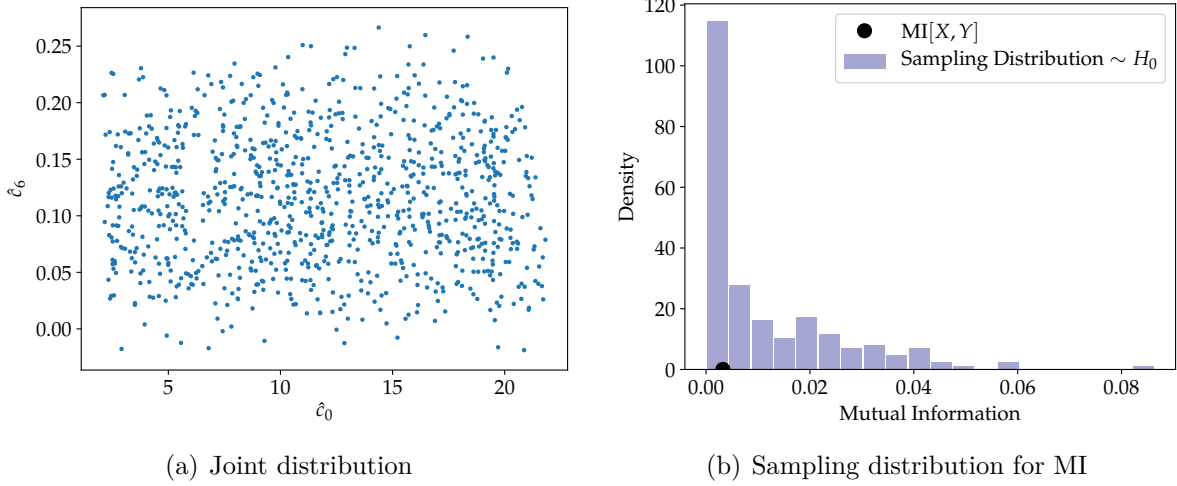 0.25
0.20
0.15
0.10
0.05
0.00
ĉ₆
5
10
15
20
ĉ₀
(a) Joint distribution
120
100
80
60
40
20
0
Density
MI[X, Y]
Sampling Distribution ∼ H₀
0.00
0.02
0.04
0.06
0.08
Mutual Information
(b) Sampling distribution for MI